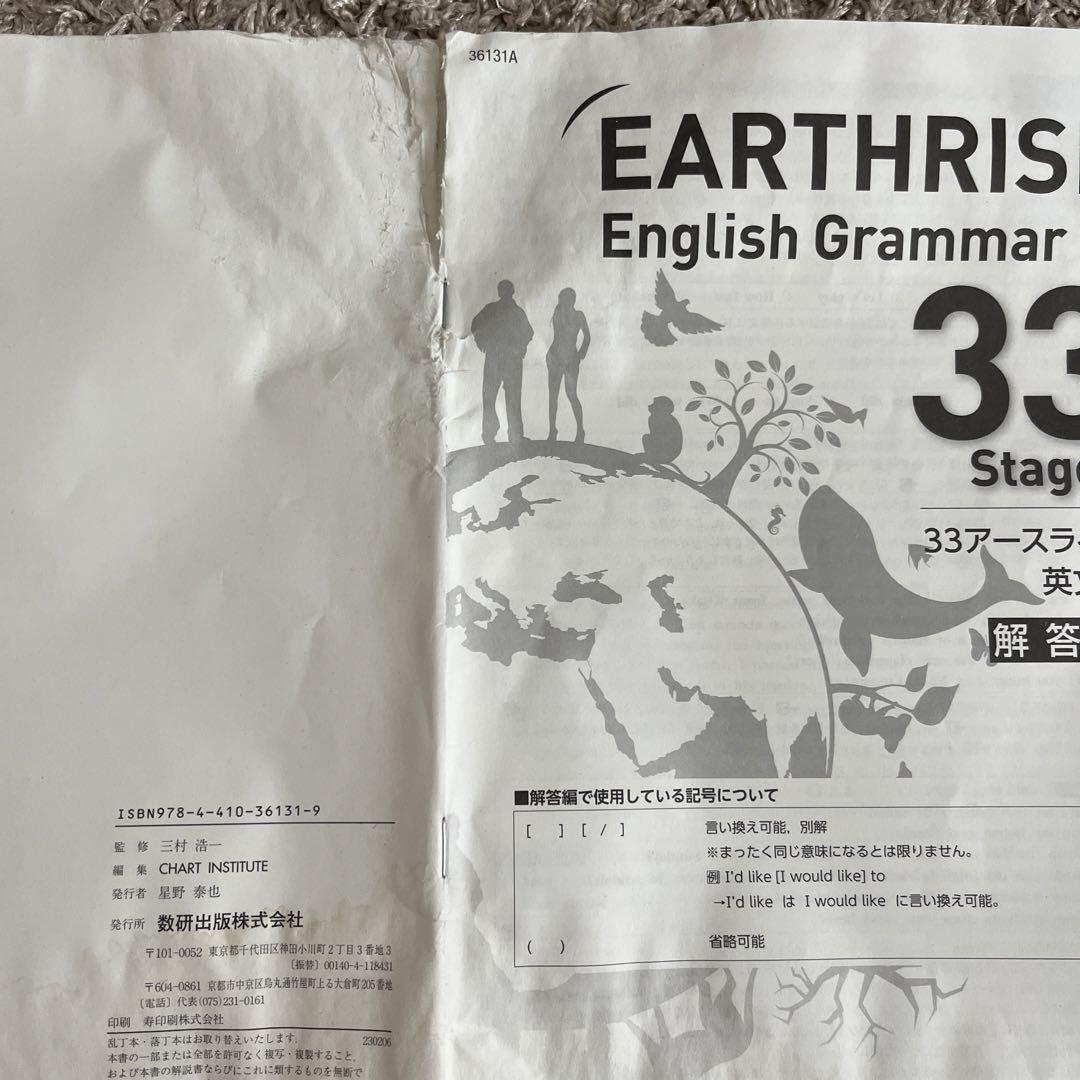 36131A
EARTHRIS
English Grammar
33
Stage
33アースライ
英文
解答
■解答編で使用している記号について
[ ] [ / ] 言い換え可能，別解
※まったく同じ意味になるとは限りません。
例 I'd like [I would like] to
→I'd like は I would like に言い換え可能。
( ) 省略可能
ISBN978-4-410-36131-9
監修 三村 浩一
編集 CHART INSTITUTE
発行者 星野 泰也
発行所 数研出版株式会社
〒101-0052 東京都千代田区神田小川町2丁目3番地3
〔振替〕00140-4-118431
〒604-0861 京都市中京区烏丸通竹屋町上る大倉町205番地
〔電話〕代表(075)231-0161
印刷 寿印刷株式会社
乱丁本・落丁本はお取り替えいたします。 230206
本書の一部または全部を許可なく複写・複製すること，
および本書の解説書ならびにこれに類するものを無断で